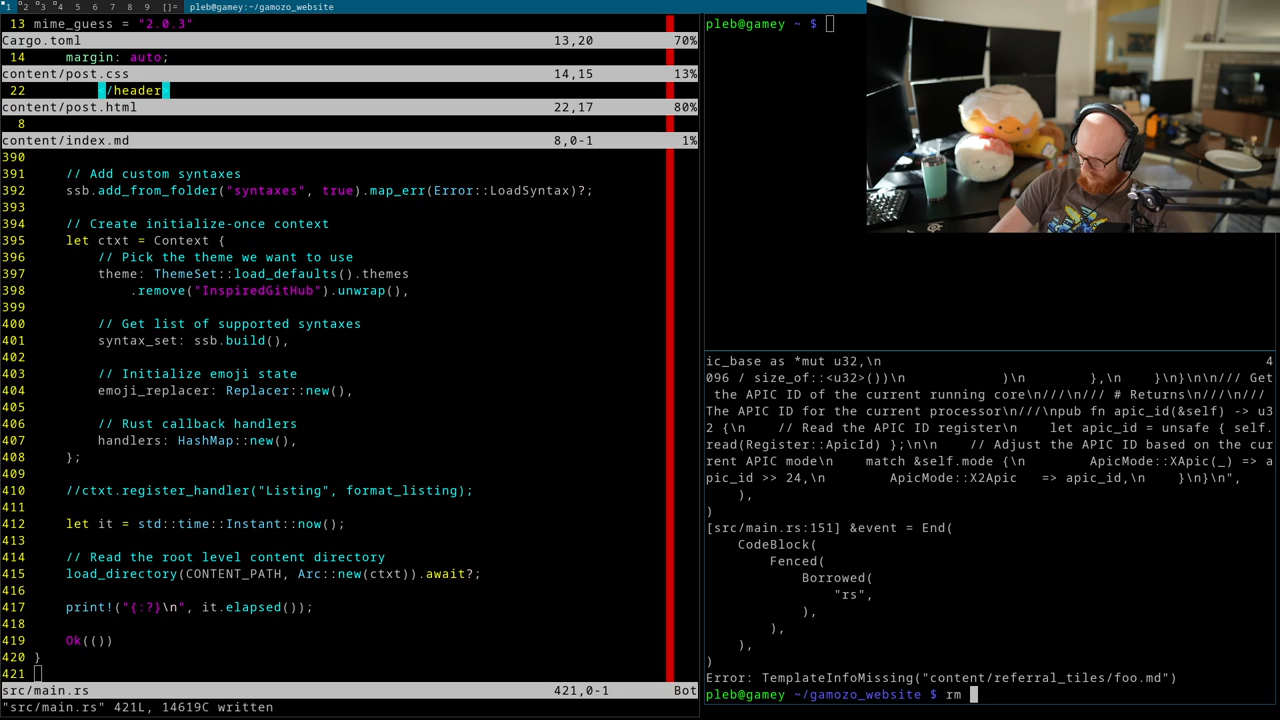 1 2 3 4 5 6 7 8 9 []= pleb@gamey:~/gamozo_website
13 mime_guess = "2.0.3"
Cargo.toml 13,20 70%
14 margin: auto;
content/post.css 14,15 13%
22 </header>
content/post.html 22,17 80%
8
content/index.md 8,0-1 1%
390
391 // Add custom syntaxes
392 ssb.add_from_folder("syntaxes", true).map_err(Error::LoadSyntax)?;
393
394 // Create initialize-once context
395 let ctxt = Context {
396 // Pick the theme we want to use
397 theme: ThemeSet::load_defaults().themes
398 .remove("InspiredGitHub").unwrap(),
399
400 // Get list of supported syntaxes
401 syntax_set: ssb.build(),
402
403 // Initialize emoji state
404 emoji_replacer: Replacer::new(),
405
406 // Rust callback handlers
407 handlers: HashMap::new(),
408 };
409
410 //ctxt.register_handler("Listing", format_listing);
411
412 let it = std::time::Instant::now();
413
414 // Read the root level content directory
415 load_directory(CONTENT_PATH, Arc::new(ctxt)).await?;
416
417 print!("{:?}\n", it.elapsed());
418
419 Ok(())
420 }
421
src/main.rs 421,0-1 Bot
"src/main.rs" 421L, 14619C written
pleb@gamey ~ $
ic_base as *mut u32,\n 4
096 / size_of::<u32>())\n )\n },\n }\n}\n\n/// Get
the APIC ID of the current running core\n///\n/// # Returns\n///\n///
The APIC ID for the current processor\n///\npub fn apic_id(&self) -> u3
2 {\n // Read the APIC ID register\n let apic_id = unsafe { self.
read(Register::ApicId) };\n\n // Adjust the APIC ID based on the cur
rent APIC mode\n match &self.mode {\n ApicMode::XApic(_) => a
pic_id >> 24,\n ApicMode::X2Apic => apic_id,\n }\n}\n",
),
)
[src/main.rs:151] &event = End(
CodeBlock(
Fenced(
Borrowed(
"rs",
),
),
),
)
Error: TemplateInfoMissing("content/referral_tiles/foo.md")
pleb@gamey ~/gamozo_website $ rm